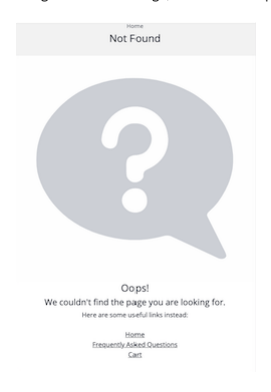 Home
Not Found
Oops!
We couldn't find the page you are looking for.
Here are some useful links instead:
Home
Frequently Asked Questions
Cart